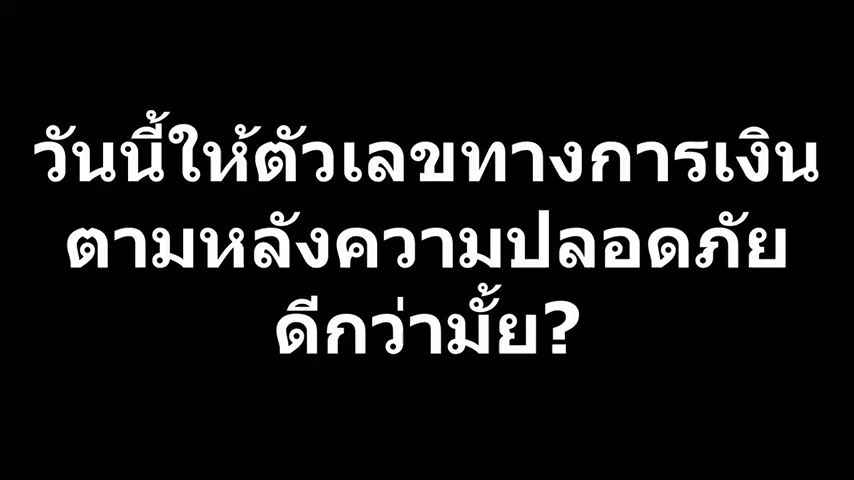 วันนี้ให้ตัวเลขทางการเงิน
ตามหลังความปลอดภัย
ดีกว่ามั้ย?